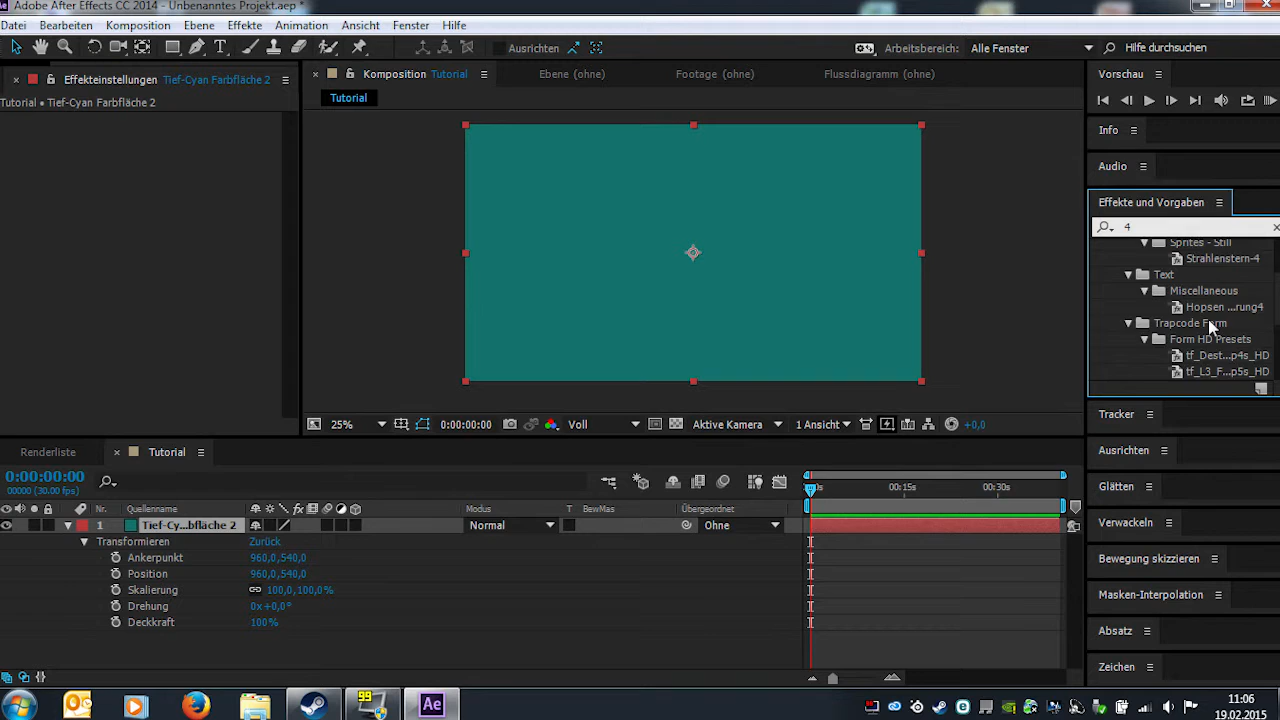 Adobe After Effects CC 2014 - Unbenanntes Projekt.aep *
Datei Bearbeiten Komposition Ebene Effekte Animation Ansicht Fenster Hilfe
Ausrichten Arbeitsbereich: Alle Fenster Hilfe durchsuchen
Effekteinstellungen Tief-Cyan Farbfläche 2
Komposition Tutorial Ebene (ohne) Footage (ohne) Flussdiagramm (ohne)
Vorschau
Tutorial • Tief-Cyan Farbfläche 2
Tutorial
Info
Audio
Effekte und Vorgaben
4
Sprites - Still
Strahlenstern-4
Text
Miscellaneous
Hopsen ...rung4
Trapcode Form
Form HD Presets
tf_Dest...p4s_HD
tf_L3_F...p5s_HD
25% 0:00:00:00 Voll Aktive Kamera 1 Ansicht +0,0
Tracker
Ausrichten
Glätten
Verwackeln
Bewegung skizzieren
Masken-Interpolation
Absatz
Zeichen
Renderliste Tutorial
0:00:00:00
00000 (30.00 fps)
00:15s 00:30s
Nr. Quellenname Modus T BewMas Übergeordnet
1 Tief-Cy...bfläche 2 Normal Ohne
Transformieren Zurück
Ankerpunkt 960,0,540,0
Position 960,0,540,0
Skalierung 100,0,100,0%
Drehung 0x+0,0°
Deckkraft 100%
99
Ae
11:06
19.02.2015